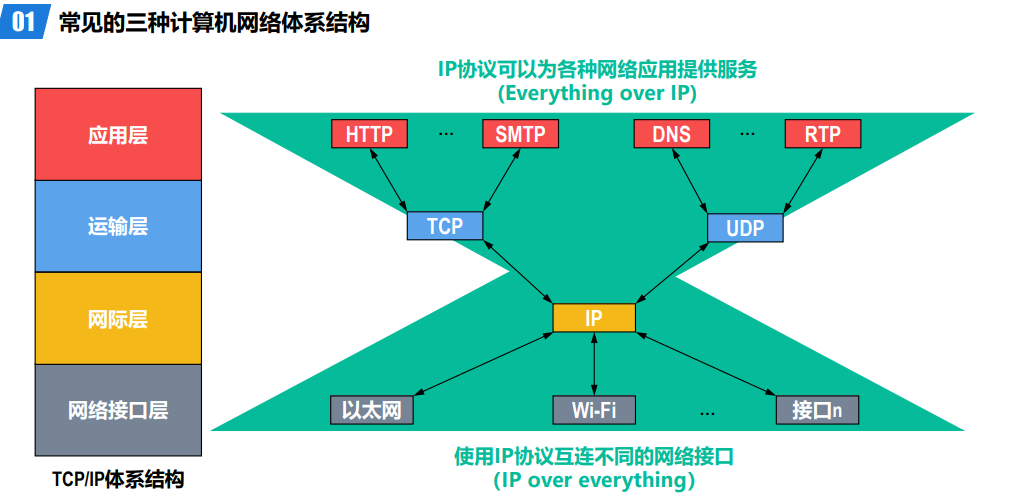 01 常见的三种计算机网络体系结构
IP协议可以为各种网络应用提供服务
(Everything over IP)
应用层
HTTP ... SMTP DNS ... RTP
运输层
TCP UDP
网际层
IP
网络接口层
以太网 Wi-Fi ... 接口n
使用IP协议互连不同的网络接口
（IP over everything）
TCP/IP体系结构